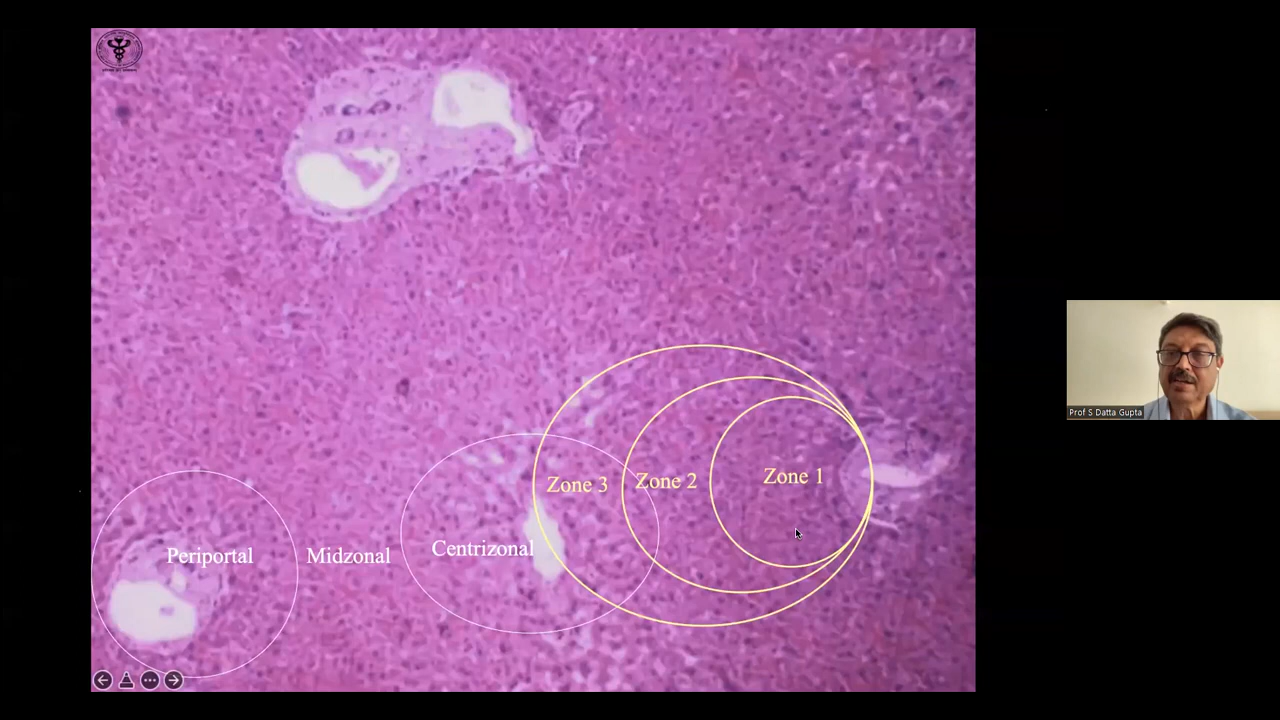 Zone 3
Zone 2
Zone 1
Periportal
Midzonal
Centrizonal
Prof S Datta Gupta